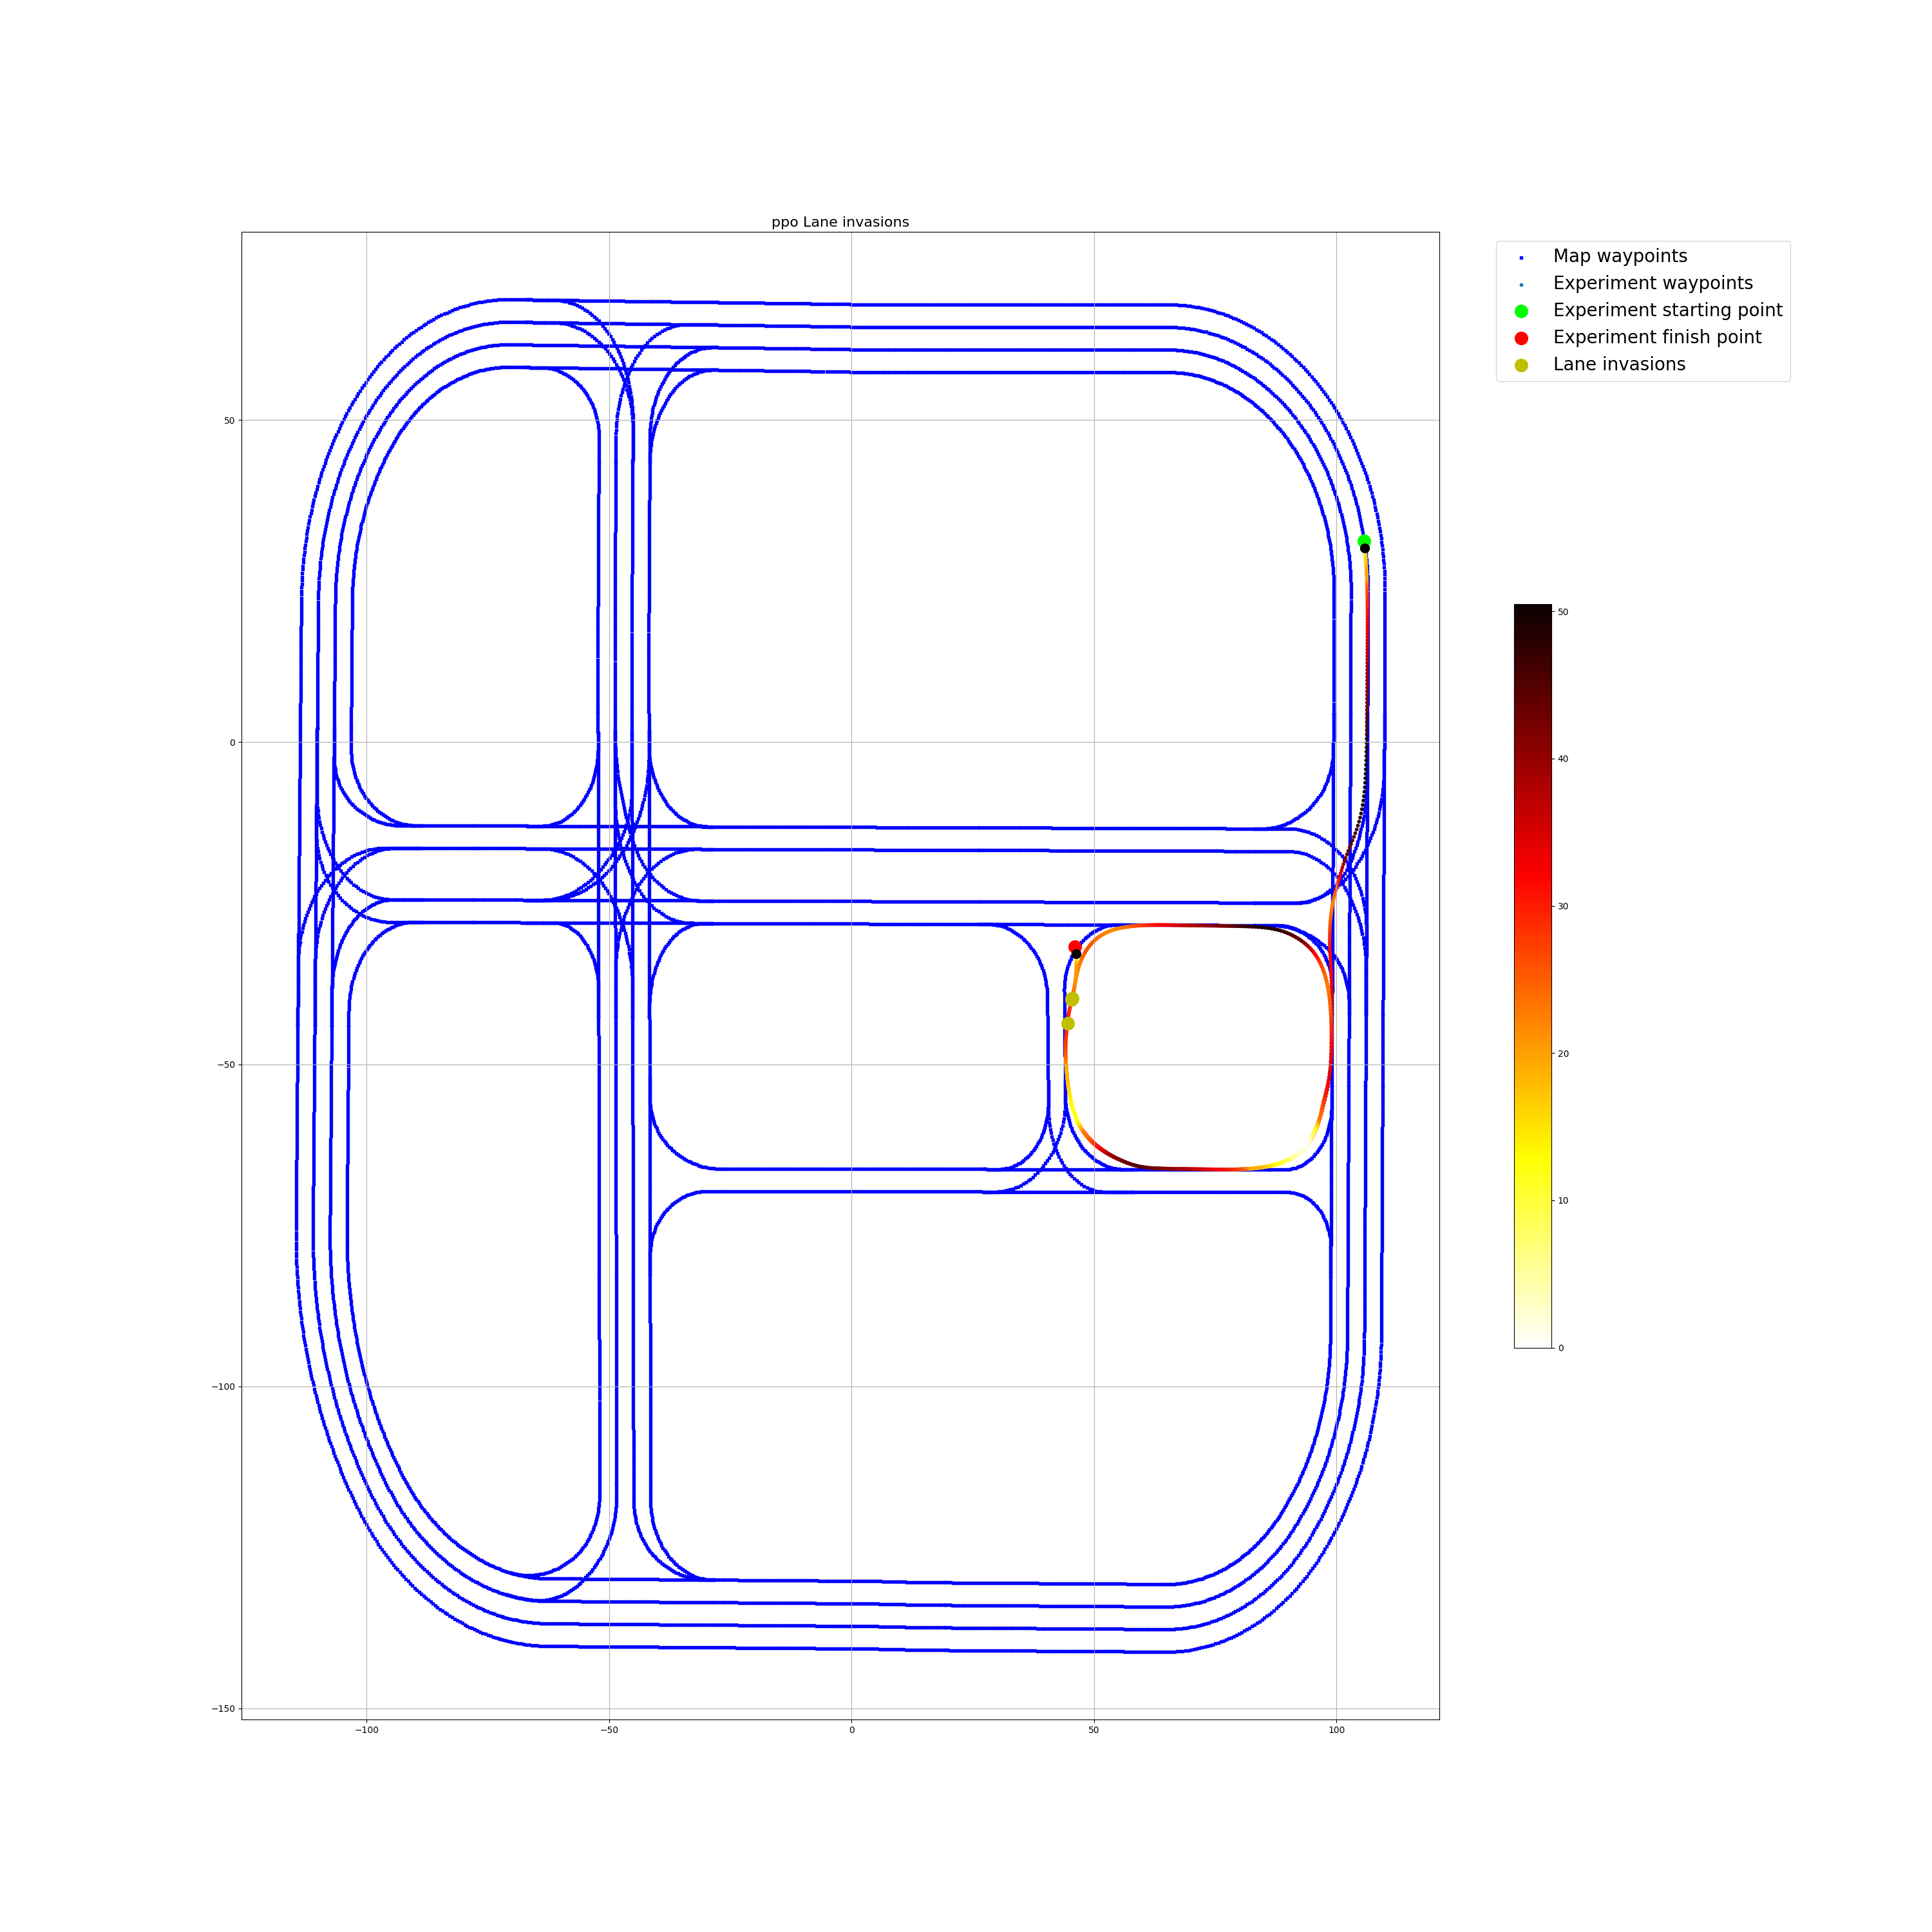 ppo Lane invasions
Map waypoints
Experiment waypoints
Experiment starting point
Experiment finish point
Lane invasions
50
0
−50
−100
−150
−100
−50
0
50
100
50
40
30
20
10
0